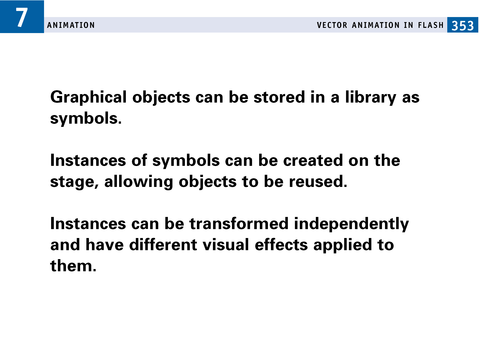 7
ANIMATION
VECTOR ANIMATION IN FLASH 353
Graphical objects can be stored in a library as
symbols.
Instances of symbols can be created on the
stage, allowing objects to be reused.
Instances can be transformed independently
and have different visual effects applied to
them.